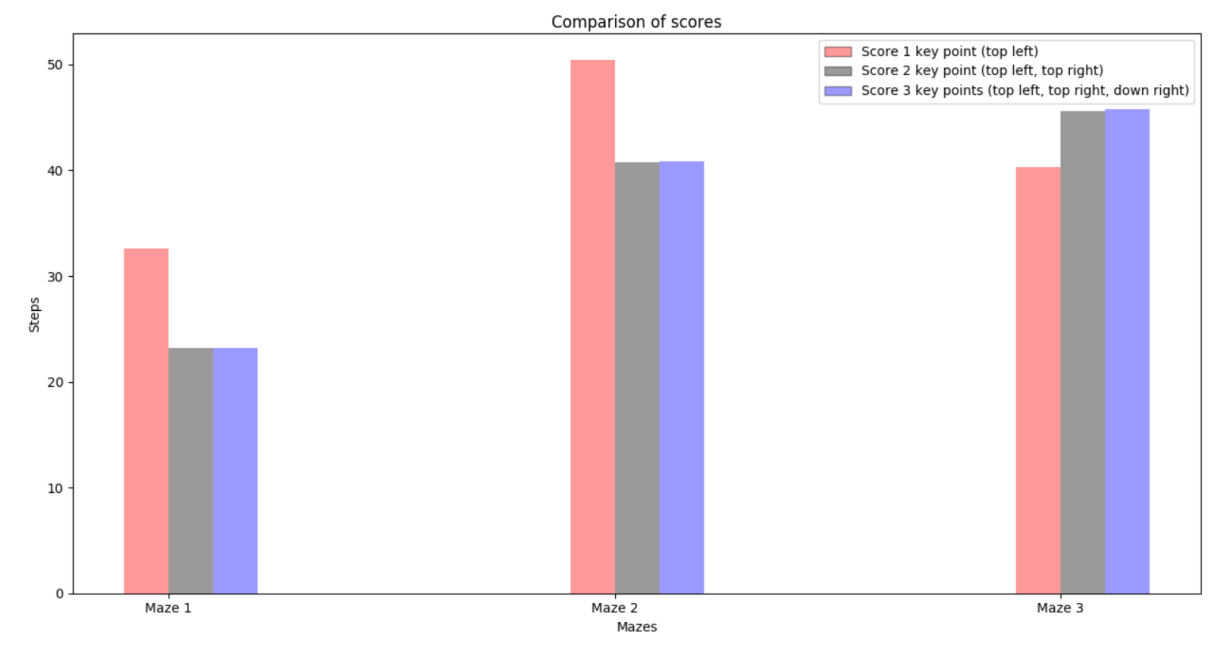 Comparison of scores
Score 1 key point (top left)
Score 2 key point (top left, top right)
Score 3 key points (top left, top right, down right)
50
40
30
20
10
0
Steps
Maze 1
Maze 2
Maze 3
Mazes